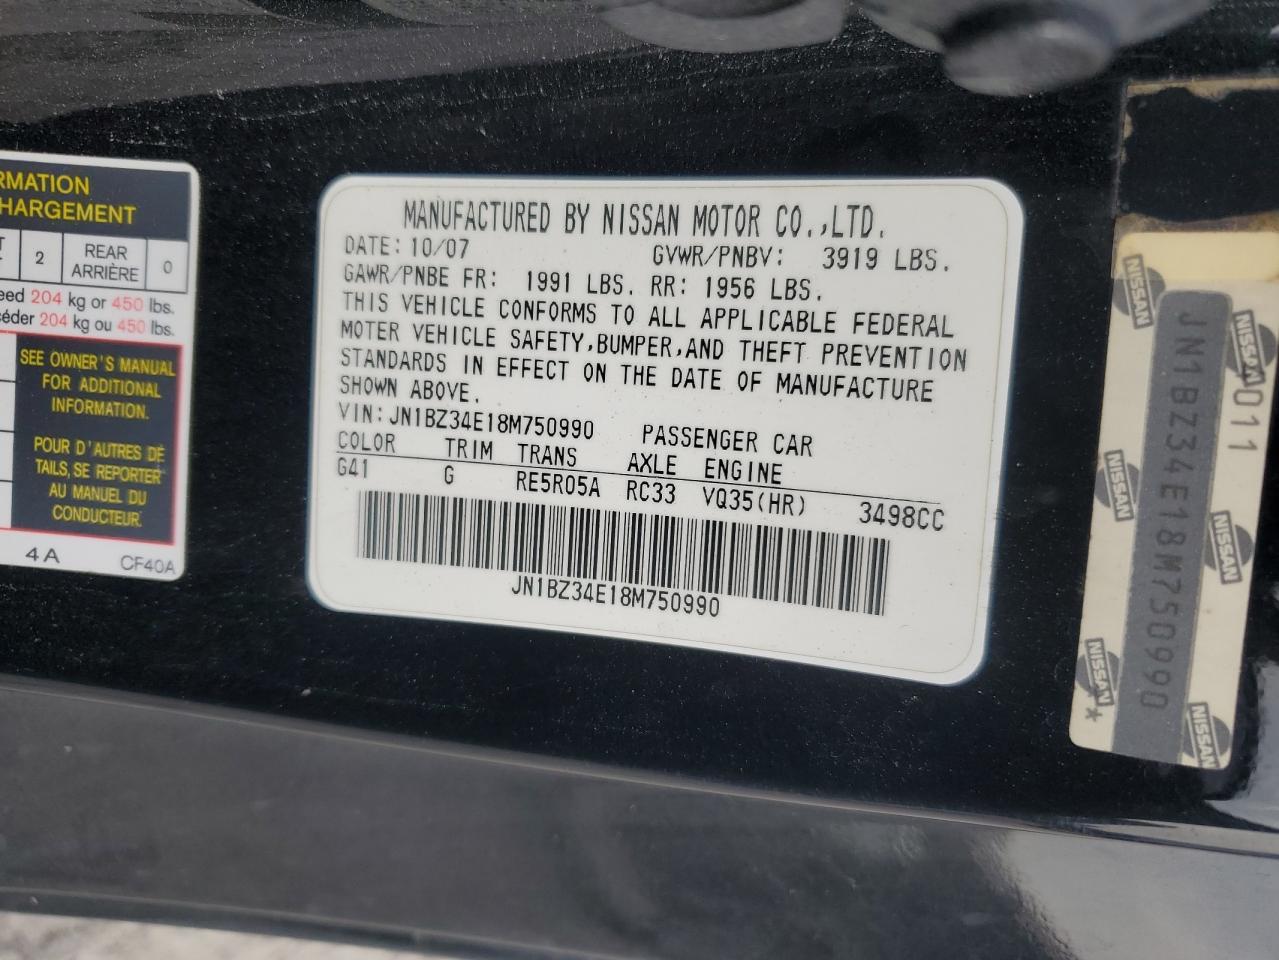 RMATION
HARGEMENT
2 REAR ARRIÈRE 0
eed 204 kg or 450 lbs.
céder 204 kg ou 450 lbs.
SEE OWNER'S MANUAL
FOR ADDITIONAL
INFORMATION.
POUR D'AUTRES DÉ
TAILS, SE REPORTER
AU MANUEL DU
CONDUCTEUR.
4A CF40A
MANUFACTURED BY NISSAN MOTOR CO.,LTD.
DATE: 10/07 GVWR/PNBV: 3919 LBS.
GAWR/PNBE FR: 1991 LBS. RR: 1956 LBS.
THIS VEHICLE CONFORMS TO ALL APPLICABLE FEDERAL
MOTER VEHICLE SAFETY,BUMPER,AND THEFT PREVENTION
STANDARDS IN EFFECT ON THE DATE OF MANUFACTURE
SHOWN ABOVE.
VIN: JN1BZ34E18M750990 PASSENGER CAR
COLOR TRIM TRANS AXLE ENGINE
G41 G RE5R05A RC33 VQ35(HR) 3498CC
JN1BZ34E18M750990
NISSAN
NISSAN
NISSAN
JN1BZ34E18M750990
*
4011
NISSAN
NISSAN
NISSAN